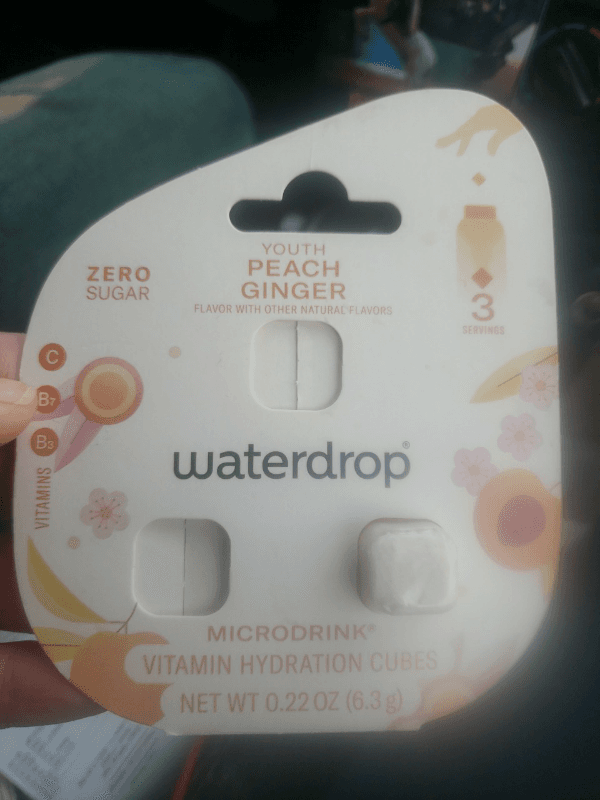 YOUTH
PEACH
GINGER
FLAVOR WITH OTHER NATURAL FLAVORS
ZERO
SUGAR
3
SERVINGS
C
B7
B3
VITAMINS
waterdrop®
MICRODRINK®
VITAMIN HYDRATION CUBES
NET WT 0.22 OZ (6.3 g)